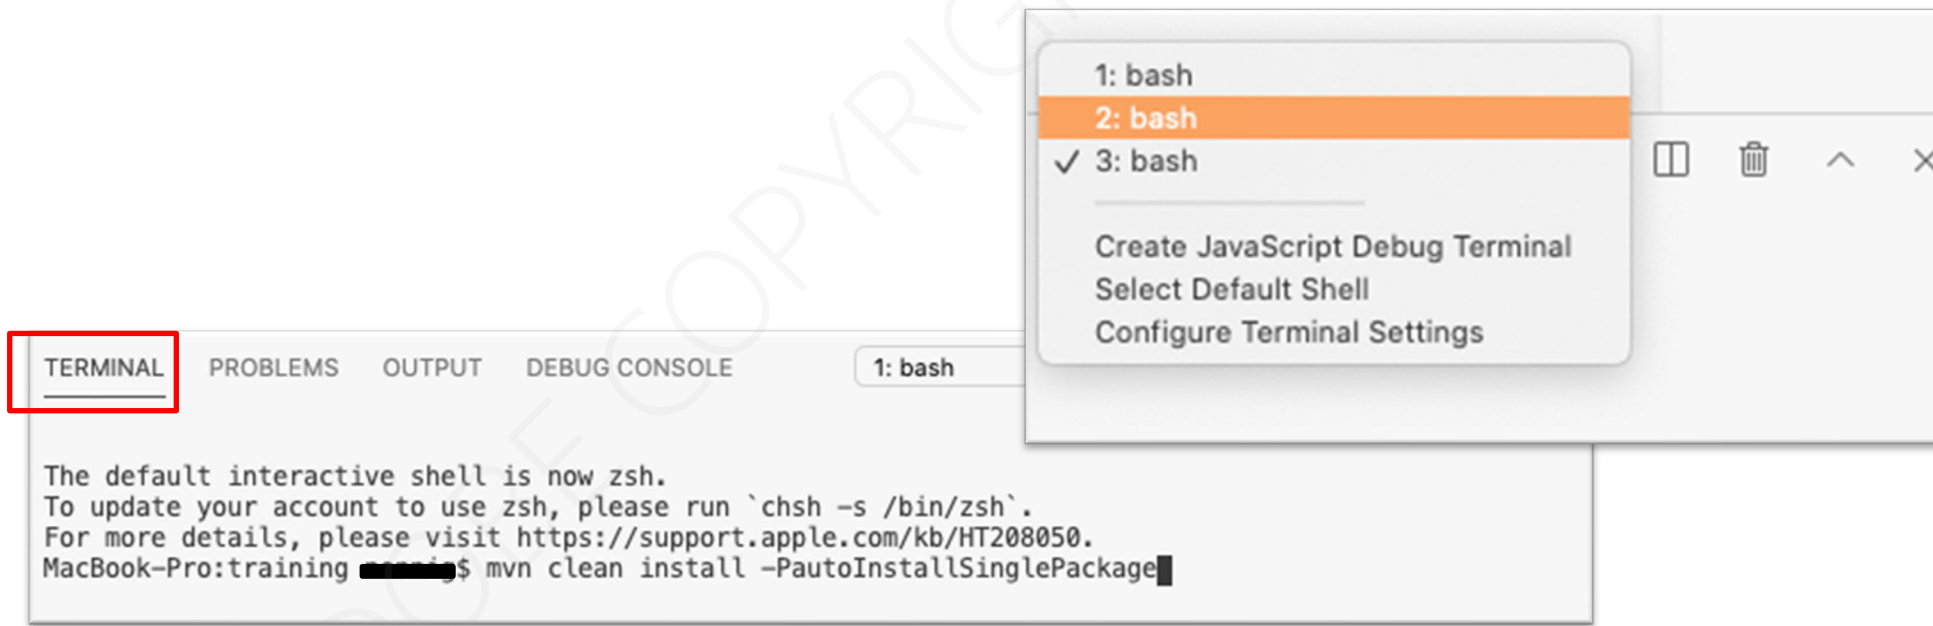 1: bash
2: bash
3: bash
Create JavaScript Debug Terminal
Select Default Shell
Configure Terminal Settings
TERMINAL PROBLEMS OUTPUT DEBUG CONSOLE 1: bash
The default interactive shell is now zsh.
To update your account to use zsh, please run `chsh -s /bin/zsh`.
For more details, please visit https://support.apple.com/kb/HT208050.
MacBook-Pro:training $ mvn clean install -PautoInstallSinglePackage
COPYRIG